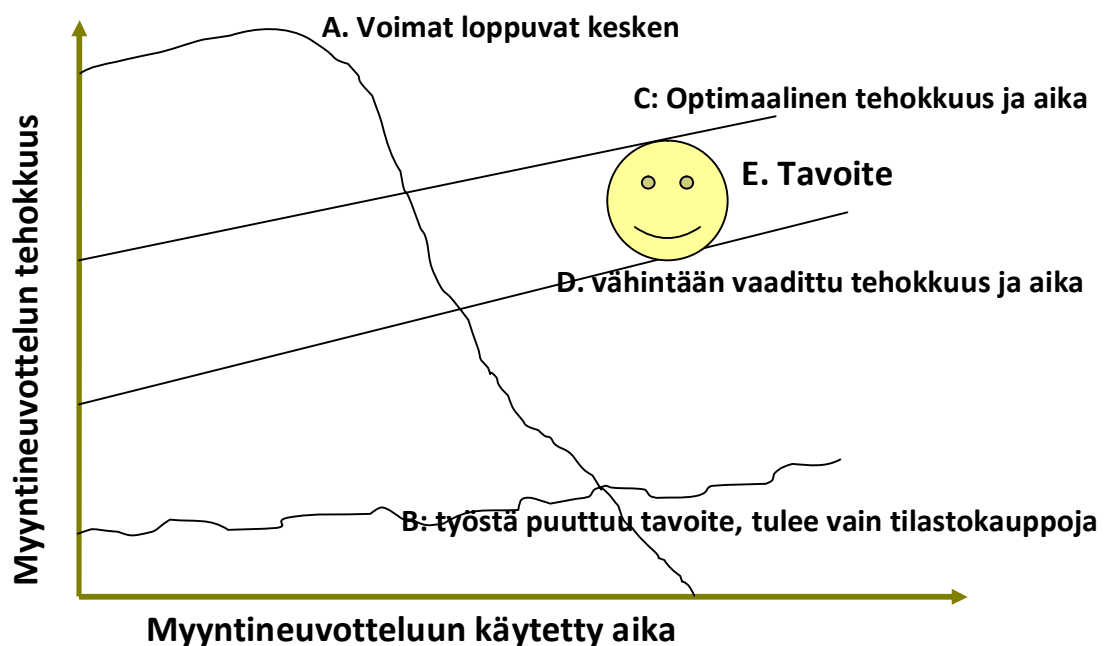 A. Voimat loppuvat kesken
C: Optimaalinen tehokkuus ja aika
E. Tavoite
D. vähintään vaadittu tehokkuus ja aika
B: työstä puuttuu tavoite, tulee vain tilastokauppoja
Myyntineuvottelun tehokkuus
Myyntineuvotteluun käytetty aika